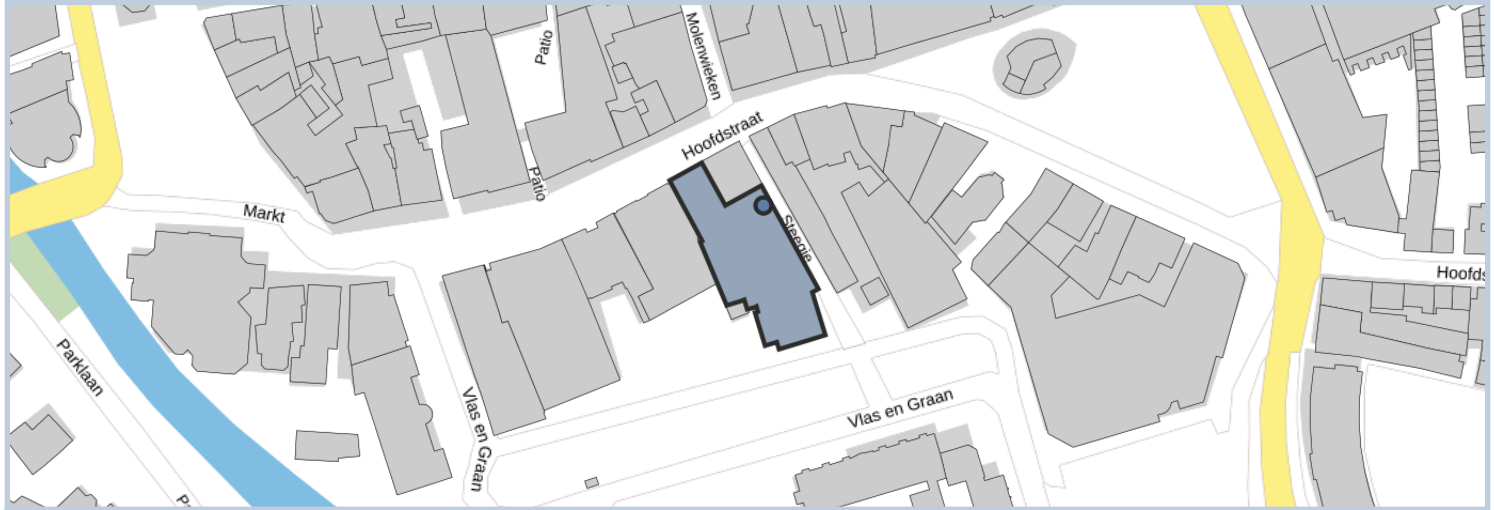 Molenwieken
Patio
Hoofdstraat
Patio
Markt
Steegje
Hoofds
Parklaan
Vlas en Graan
Vlas en Graan
P